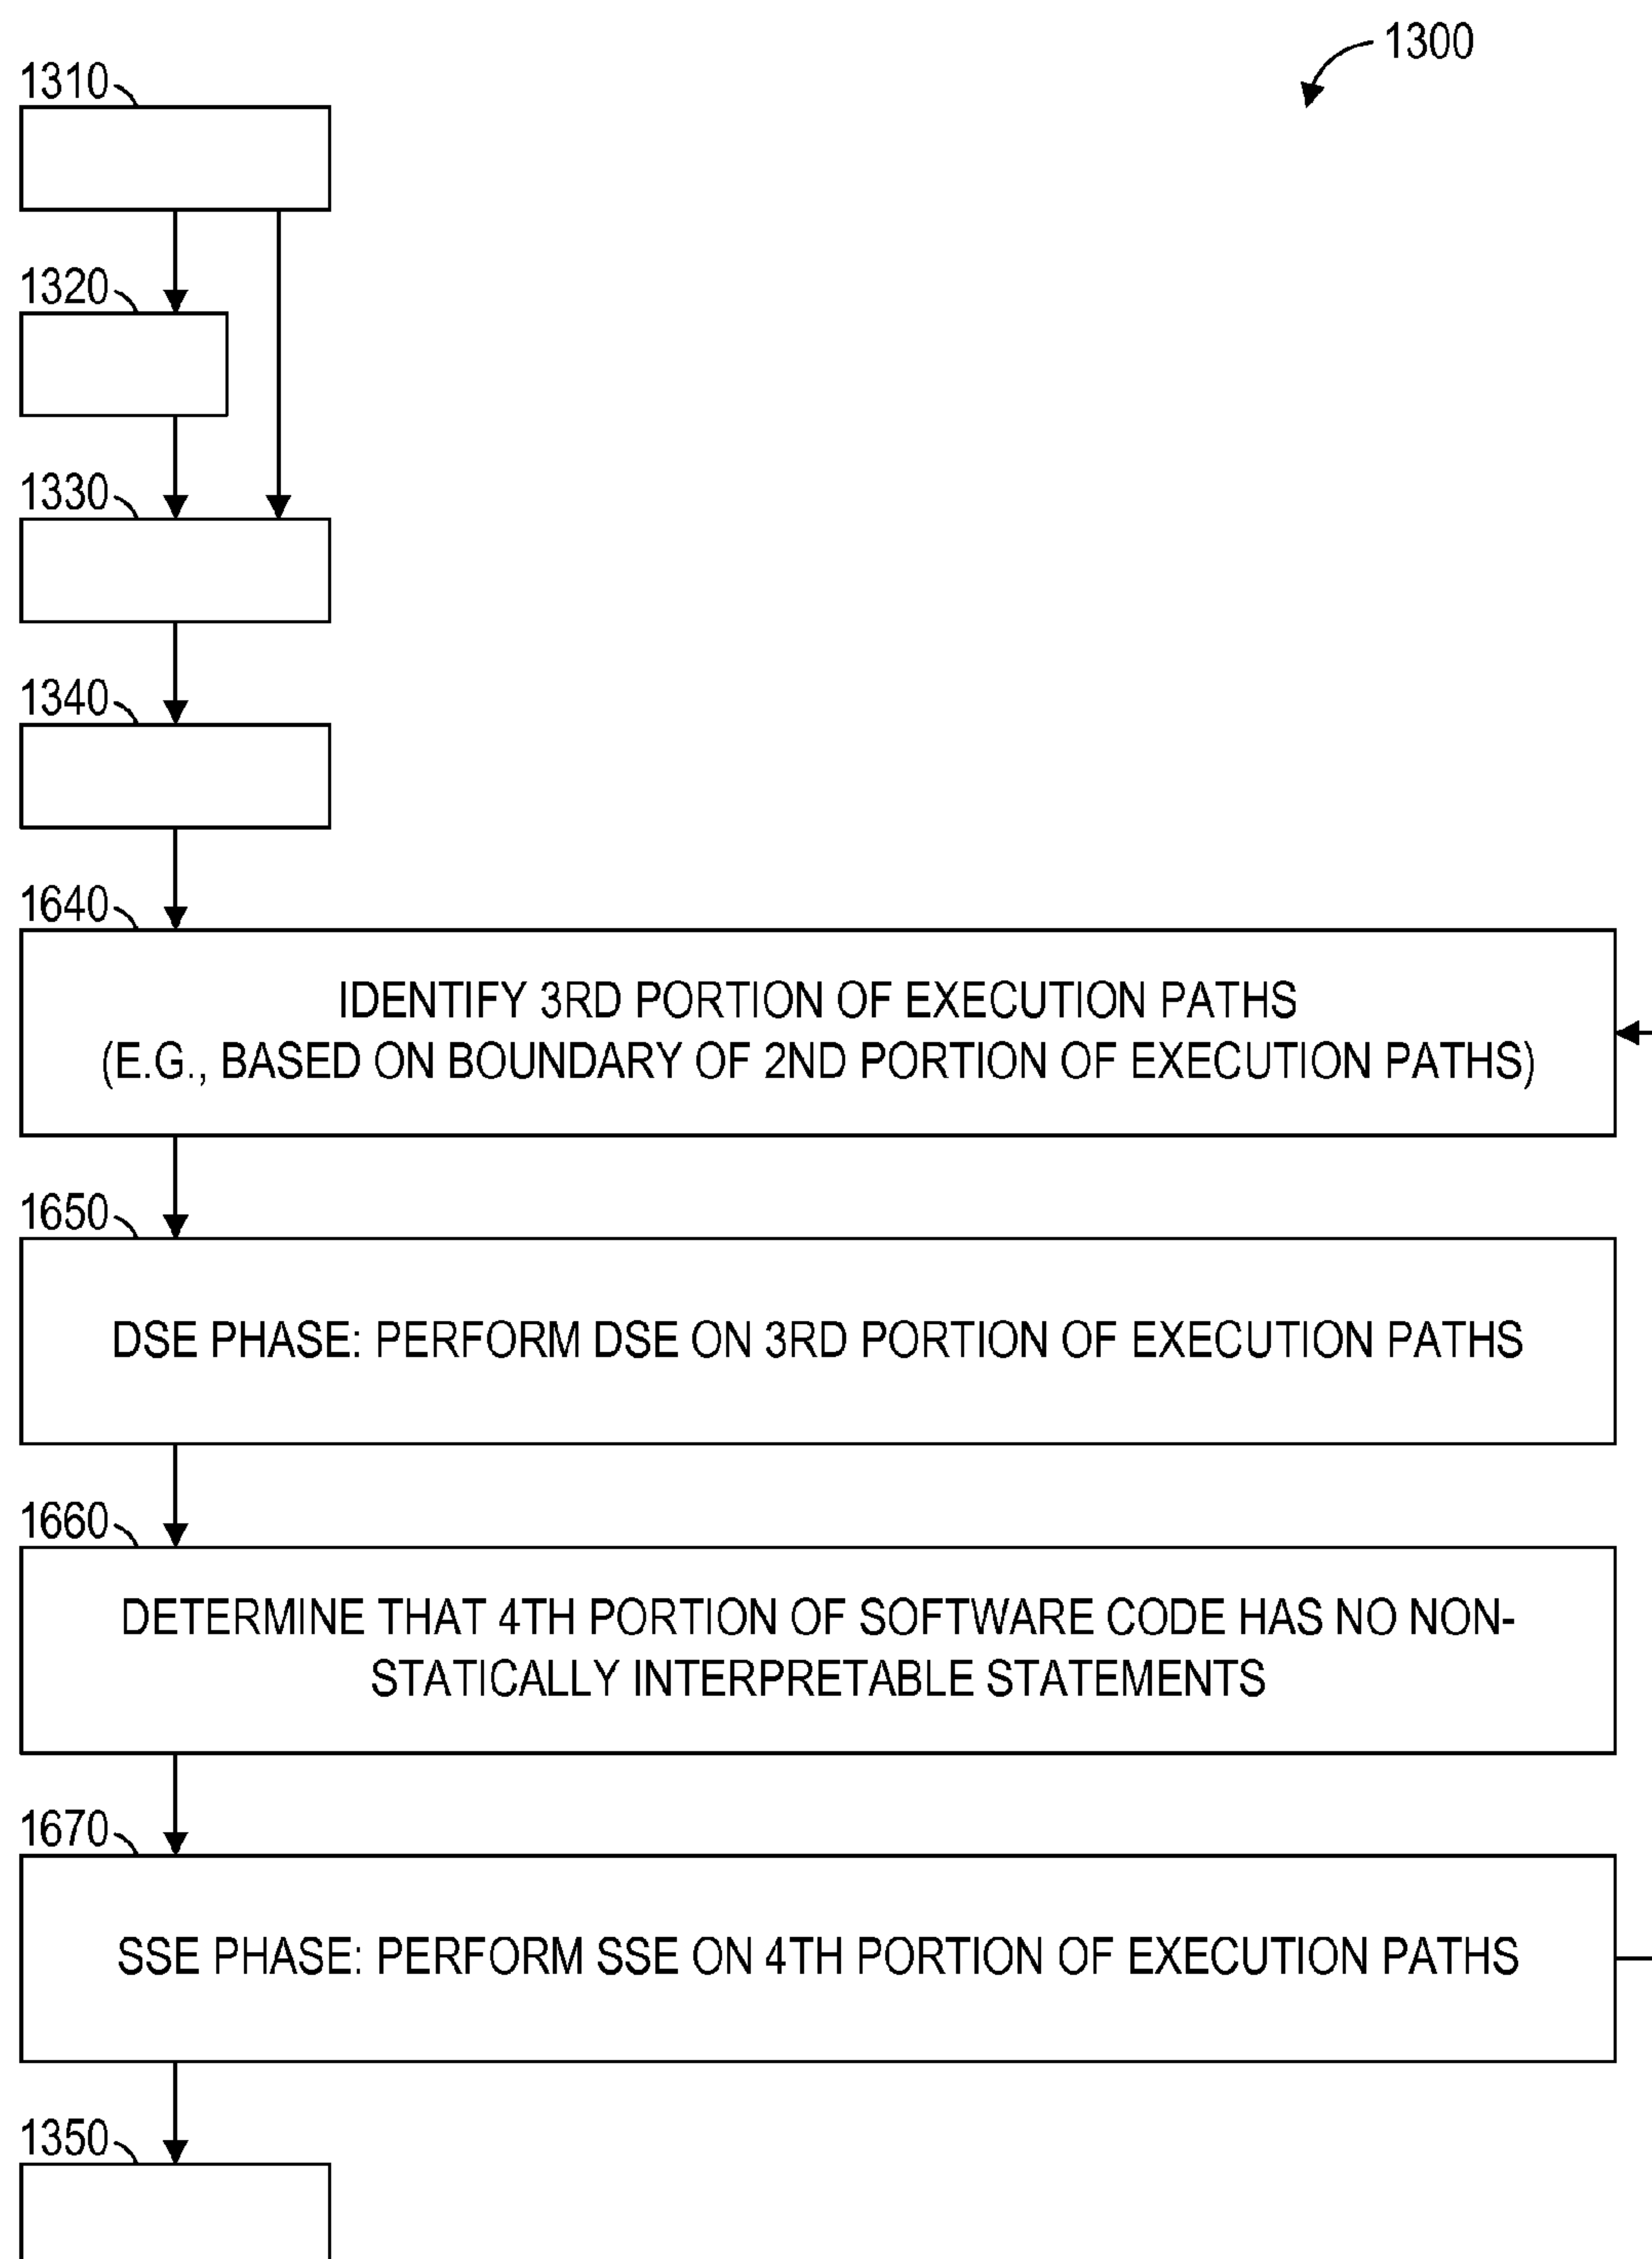 1300
1310
1320
1330
1340
1640
IDENTIFY 3RD PORTION OF EXECUTION PATHS
(E.G., BASED ON BOUNDARY OF 2ND PORTION OF EXECUTION PATHS)
1650
DSE PHASE: PERFORM DSE ON 3RD PORTION OF EXECUTION PATHS
1660
DETERMINE THAT 4TH PORTION OF SOFTWARE CODE HAS NO NON-
STATICALLY INTERPRETABLE STATEMENTS
1670
SSE PHASE: PERFORM SSE ON 4TH PORTION OF EXECUTION PATHS
1350